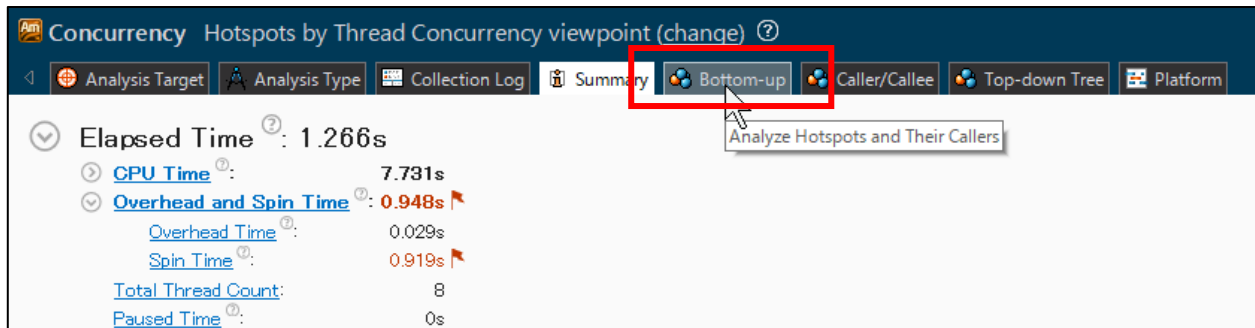 Am Concurrency Hotspots by Thread Concurrency viewpoint (change) ?
Analysis Target Analysis Type Collection Log Summary Bottom-up Caller/Callee Top-down Tree Platform
Analyze Hotspots and Their Callers
Elapsed Time ?: 1.266s
CPU Time ?: 7.731s
Overhead and Spin Time ?: 0.948s
Overhead Time ?: 0.029s
Spin Time ?: 0.919s
Total Thread Count: 8
Paused Time ?: 0s